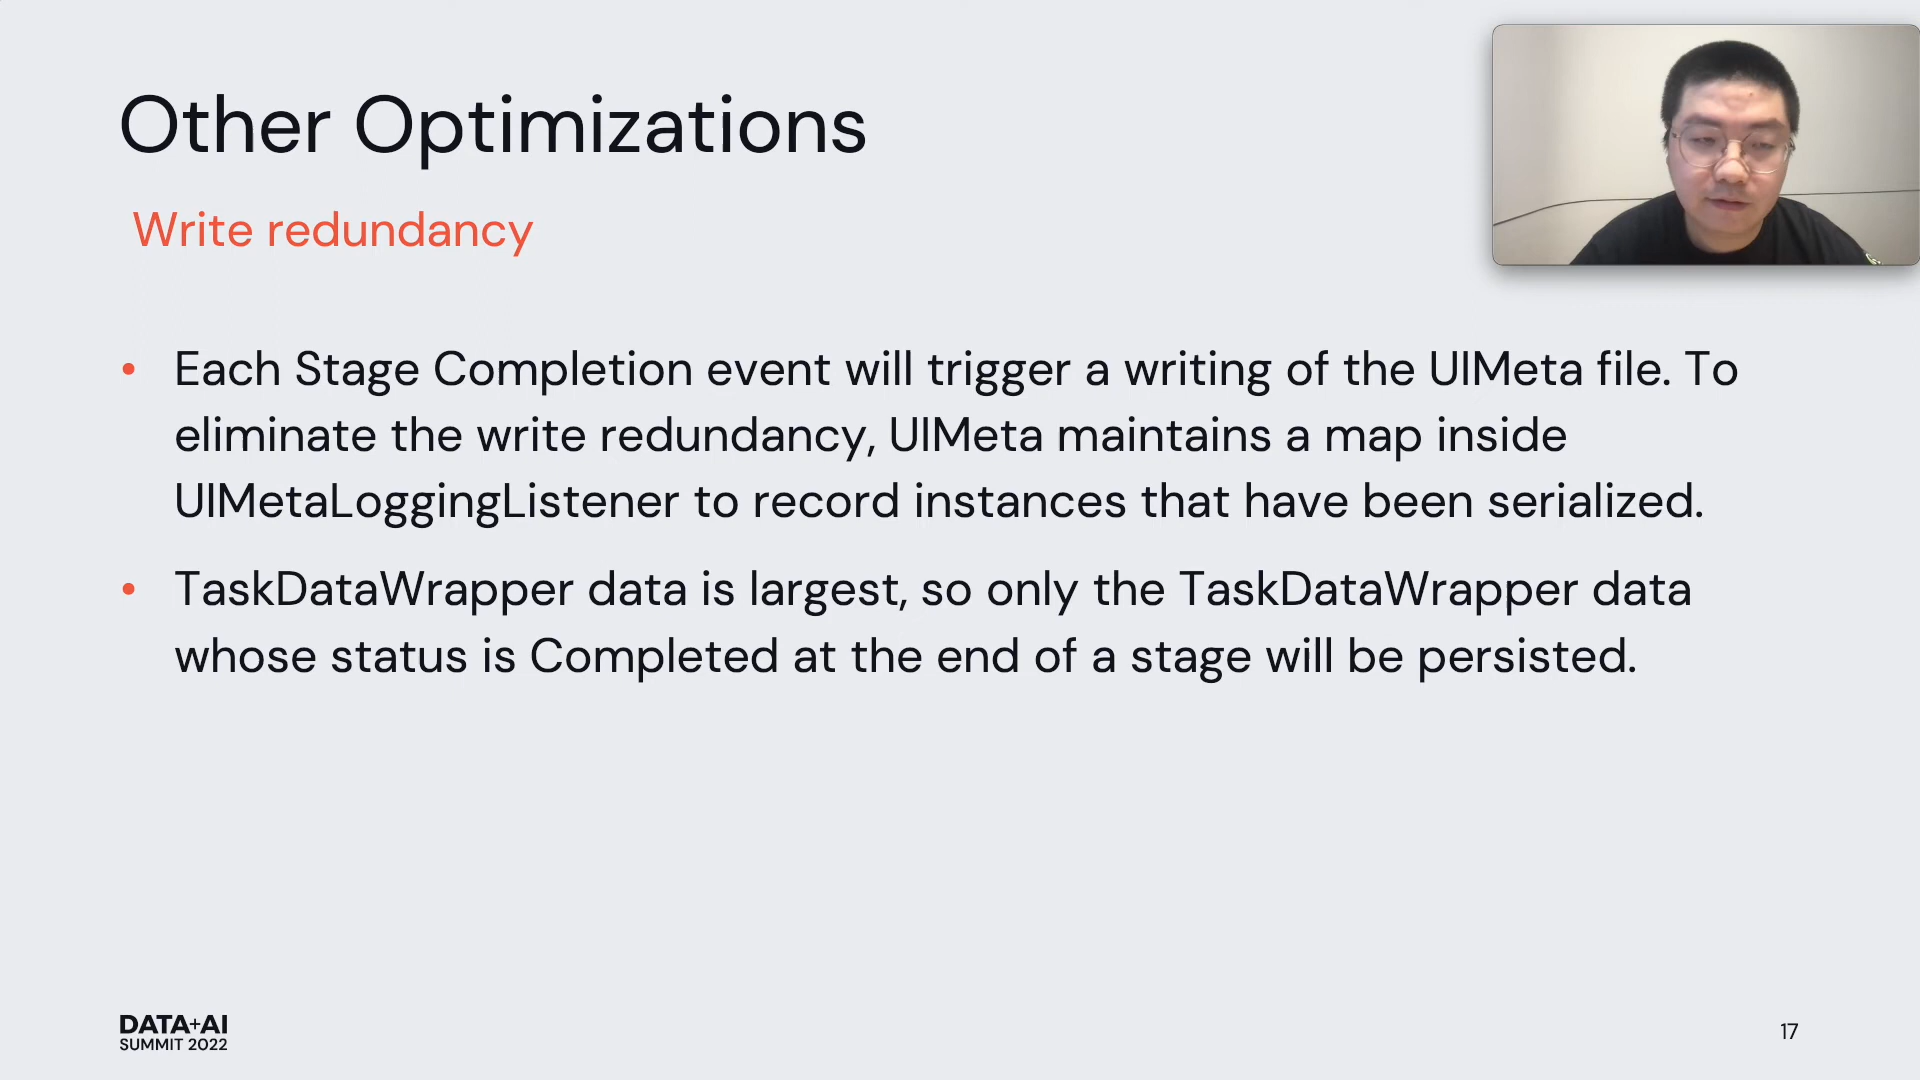 Other Optimizations
Write redundancy
• Each Stage Completion event will trigger a writing of the UIMeta file. To
eliminate the write redundancy, UIMeta maintains a map inside
UIMetaLoggingListener to record instances that have been serialized.
• TaskDataWrapper data is largest, so only the TaskDataWrapper data
whose status is Completed at the end of a stage will be persisted.
DATA+AI
SUMMIT 2022
17